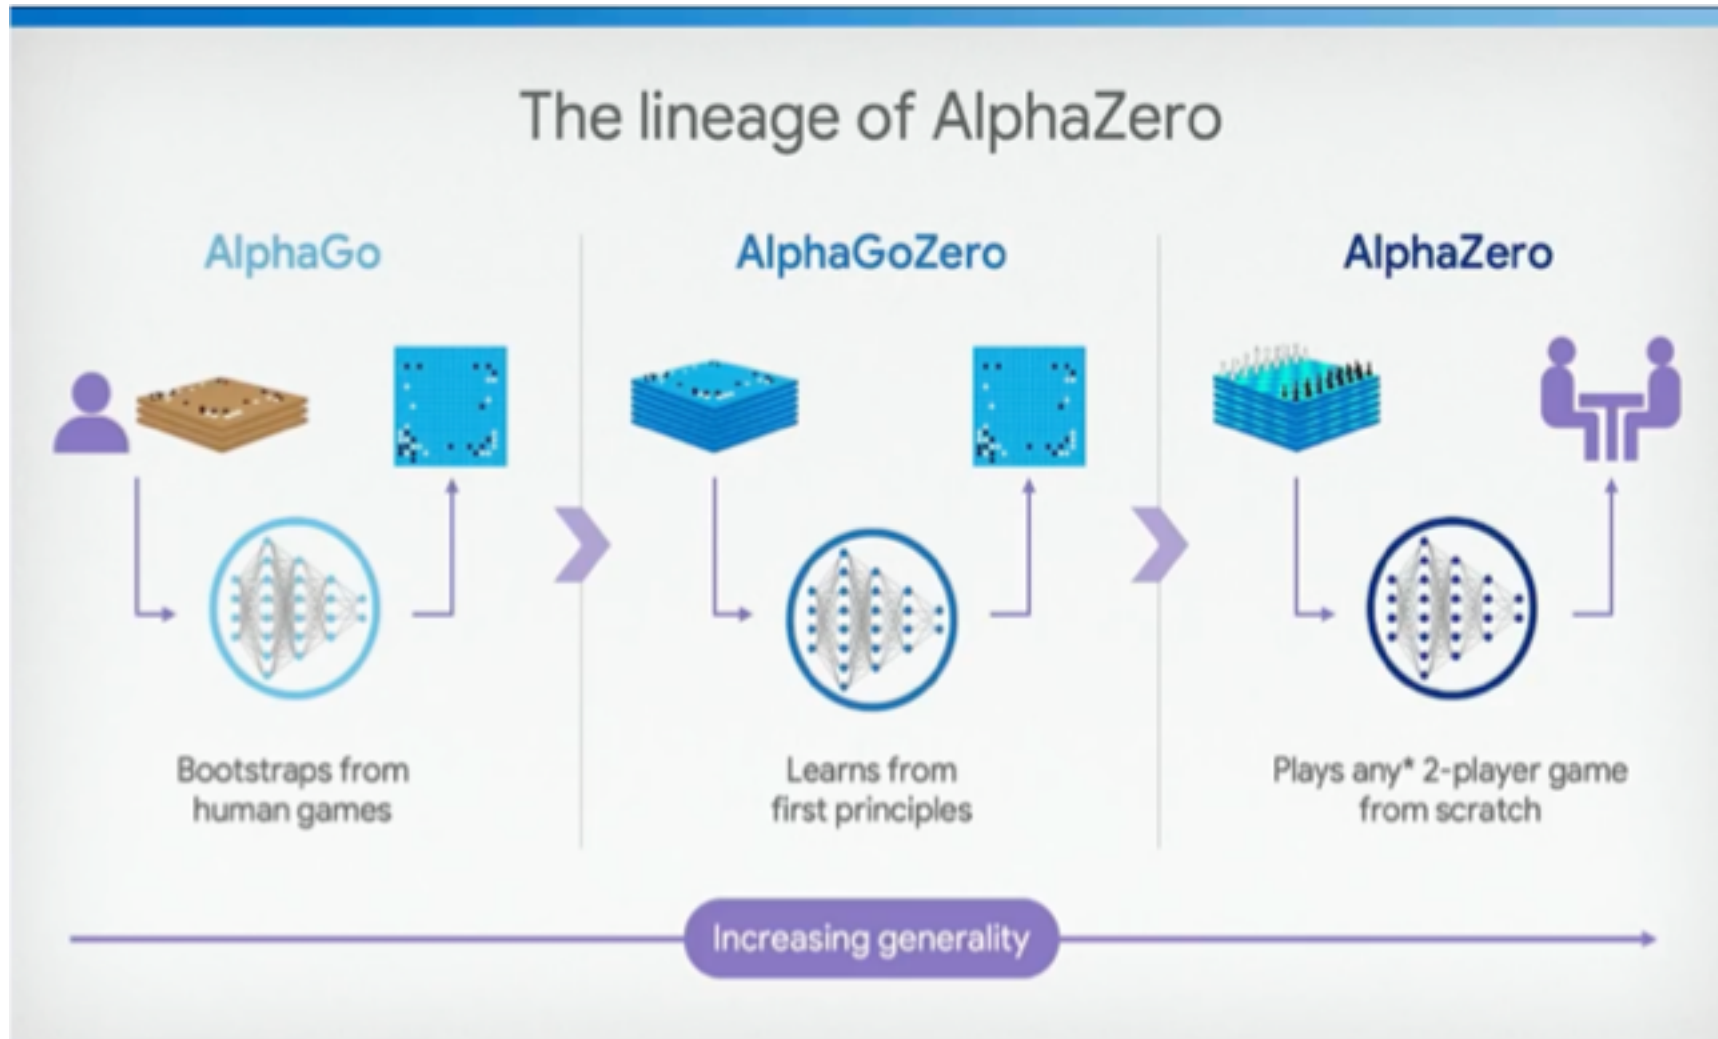 The lineage of AlphaZero
AlphaGo
AlphaGoZero
AlphaZero
Bootstraps from
human games
Learns from
first principles
Plays any* 2-player game
from scratch
Increasing generality